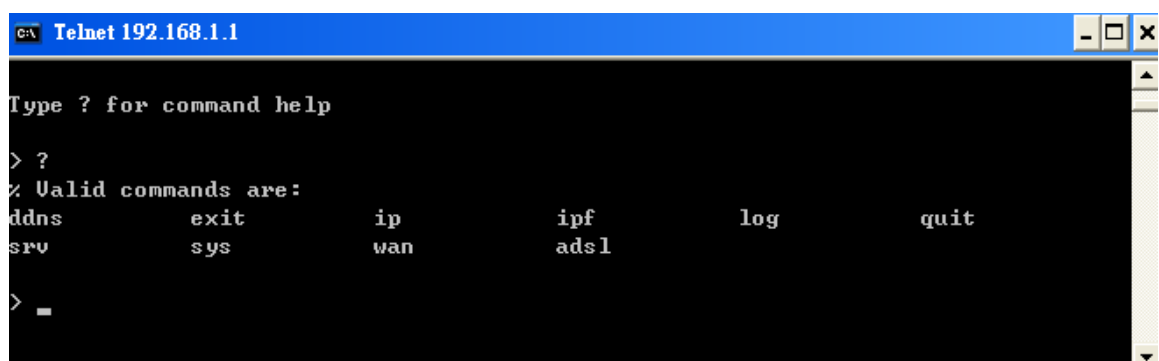 Telnet 192.168.1.1
Type ? for command help
> ?
% Valid commands are:
ddns exit ip ipf log quit
srv sys wan adsl
> _